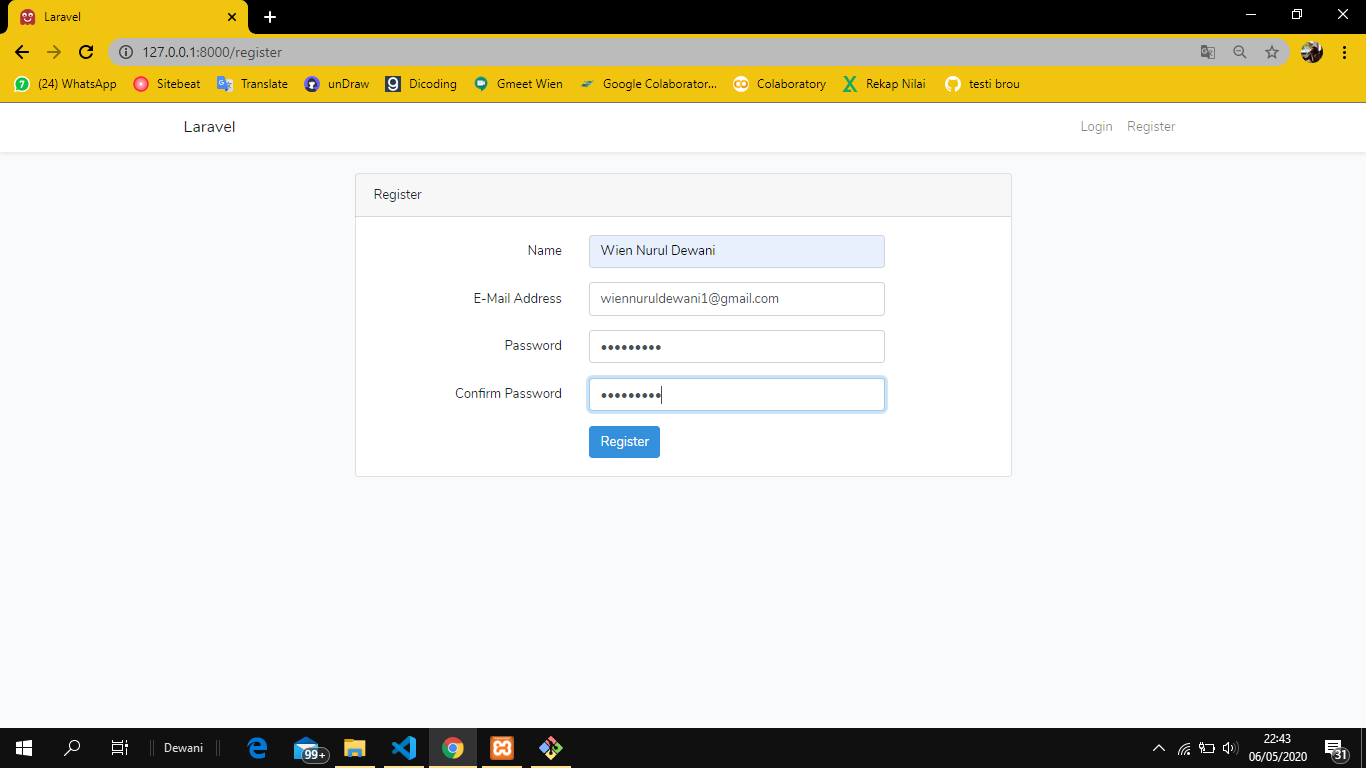 Laravel
127.0.0.1:8000/register
(24) WhatsApp Sitebeat Translate unDraw Dicoding Gmeet Wien Google Colaborator... Colaboratory Rekap Nilai testi brou
Laravel Login Register
Register
Name Wien Nurul Dewani
E-Mail Address wiennuruldewani1@gmail.com
Password •••••••••
Confirm Password •••••••••
Register
Dewani 99+ 22:43
06/05/2020 31